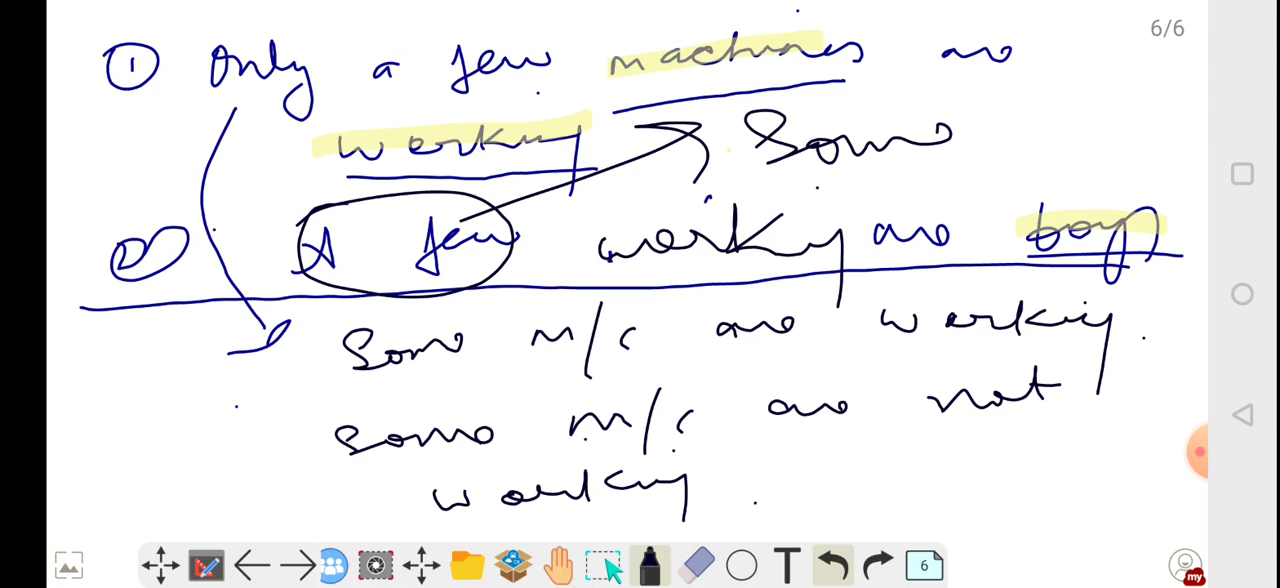 6/6
① Only a few machines are
working Some
② A few working are boys
Some m/c are working.
Some m/c are not
working.
T 6
my